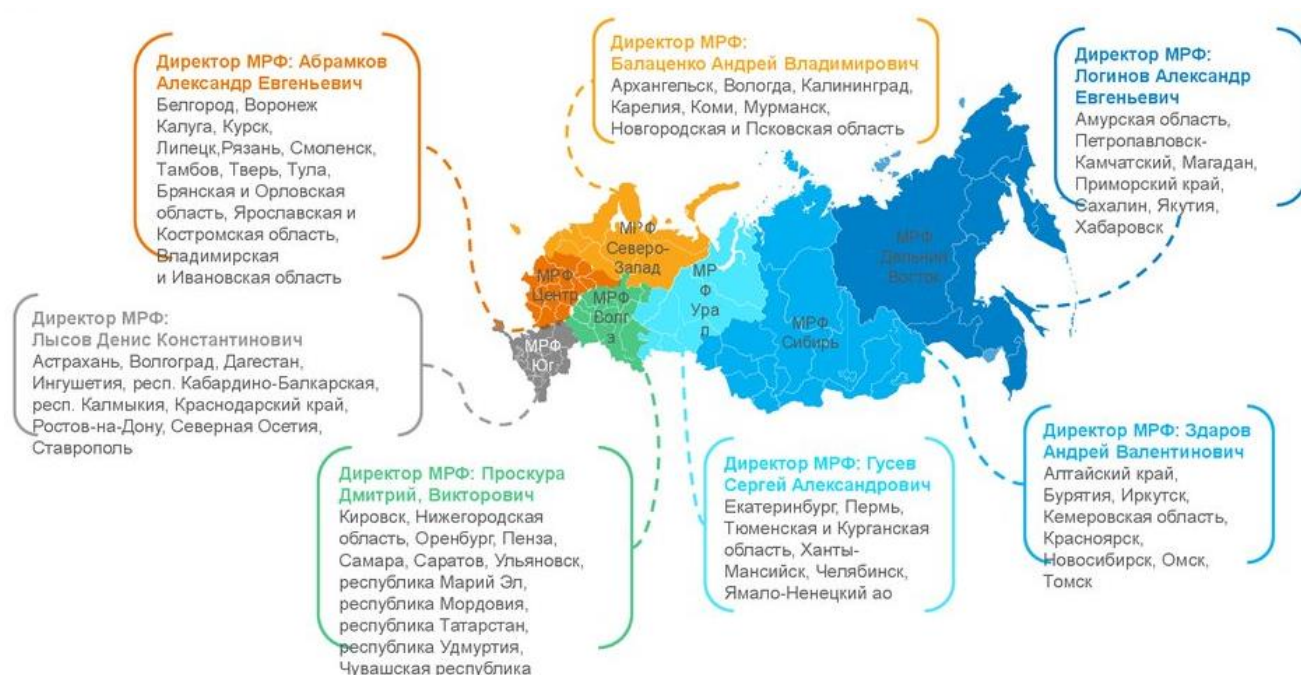 Директор МРФ: Абрамков
Александр Евгеньевич
Белгород, Воронеж
Калуга, Курск,
Липецк,Рязань, Смоленск,
Тамбов, Тверь, Тула,
Брянская и Орловская
область, Ярославская и
Костромская область,
Владимирская
и Ивановская область
Директор МРФ:
Балаценко Андрей Владимирович
Архангельск, Вологда, Калининград,
Карелия, Коми, Мурманск,
Новгородская и Псковская область
Директор МРФ:
Логинов Александр
Евгеньевич
Амурская область,
Петропавловск-
Камчатский, Магадан,
Приморский край,
Сахалин, Якутия,
Хабаровск
МРФ
Северо-
Запад
МРФ
Центр
МРФ
Волг
а
МР
Ф
Ура
л
МРФ
Дальний
Восток
МРФ
Сибирь
МРФ
Юг
Директор МРФ:
Лысов Денис Константинович
Астрахань, Волгоград, Дагестан,
Ингушетия, респ. Кабардино-Балкарская,
респ. Калмыкия, Краснодарский край,
Ростов-на-Дону, Северная Осетия,
Ставрополь
Директор МРФ: Проскура
Дмитрий, Викторович
Кировск, Нижегородская
область, Оренбург, Пенза,
Самара, Саратов, Ульяновск,
республика Марий Эл,
республика Мордовия,
республика Татарстан,
республика Удмуртия,
Чувашская республика
Директор МРФ: Гусев
Сергей Александрович
Екатеринбург, Пермь,
Тюменская и Курганская
область, Ханты-
Мансийск, Челябинск,
Ямало-Ненецкий ао
Директор МРФ: Здаров
Андрей Валентинович
Алтайский край,
Бурятия, Иркутск,
Кемеровская область,
Красноярск,
Новосибирск, Омск,
Томск